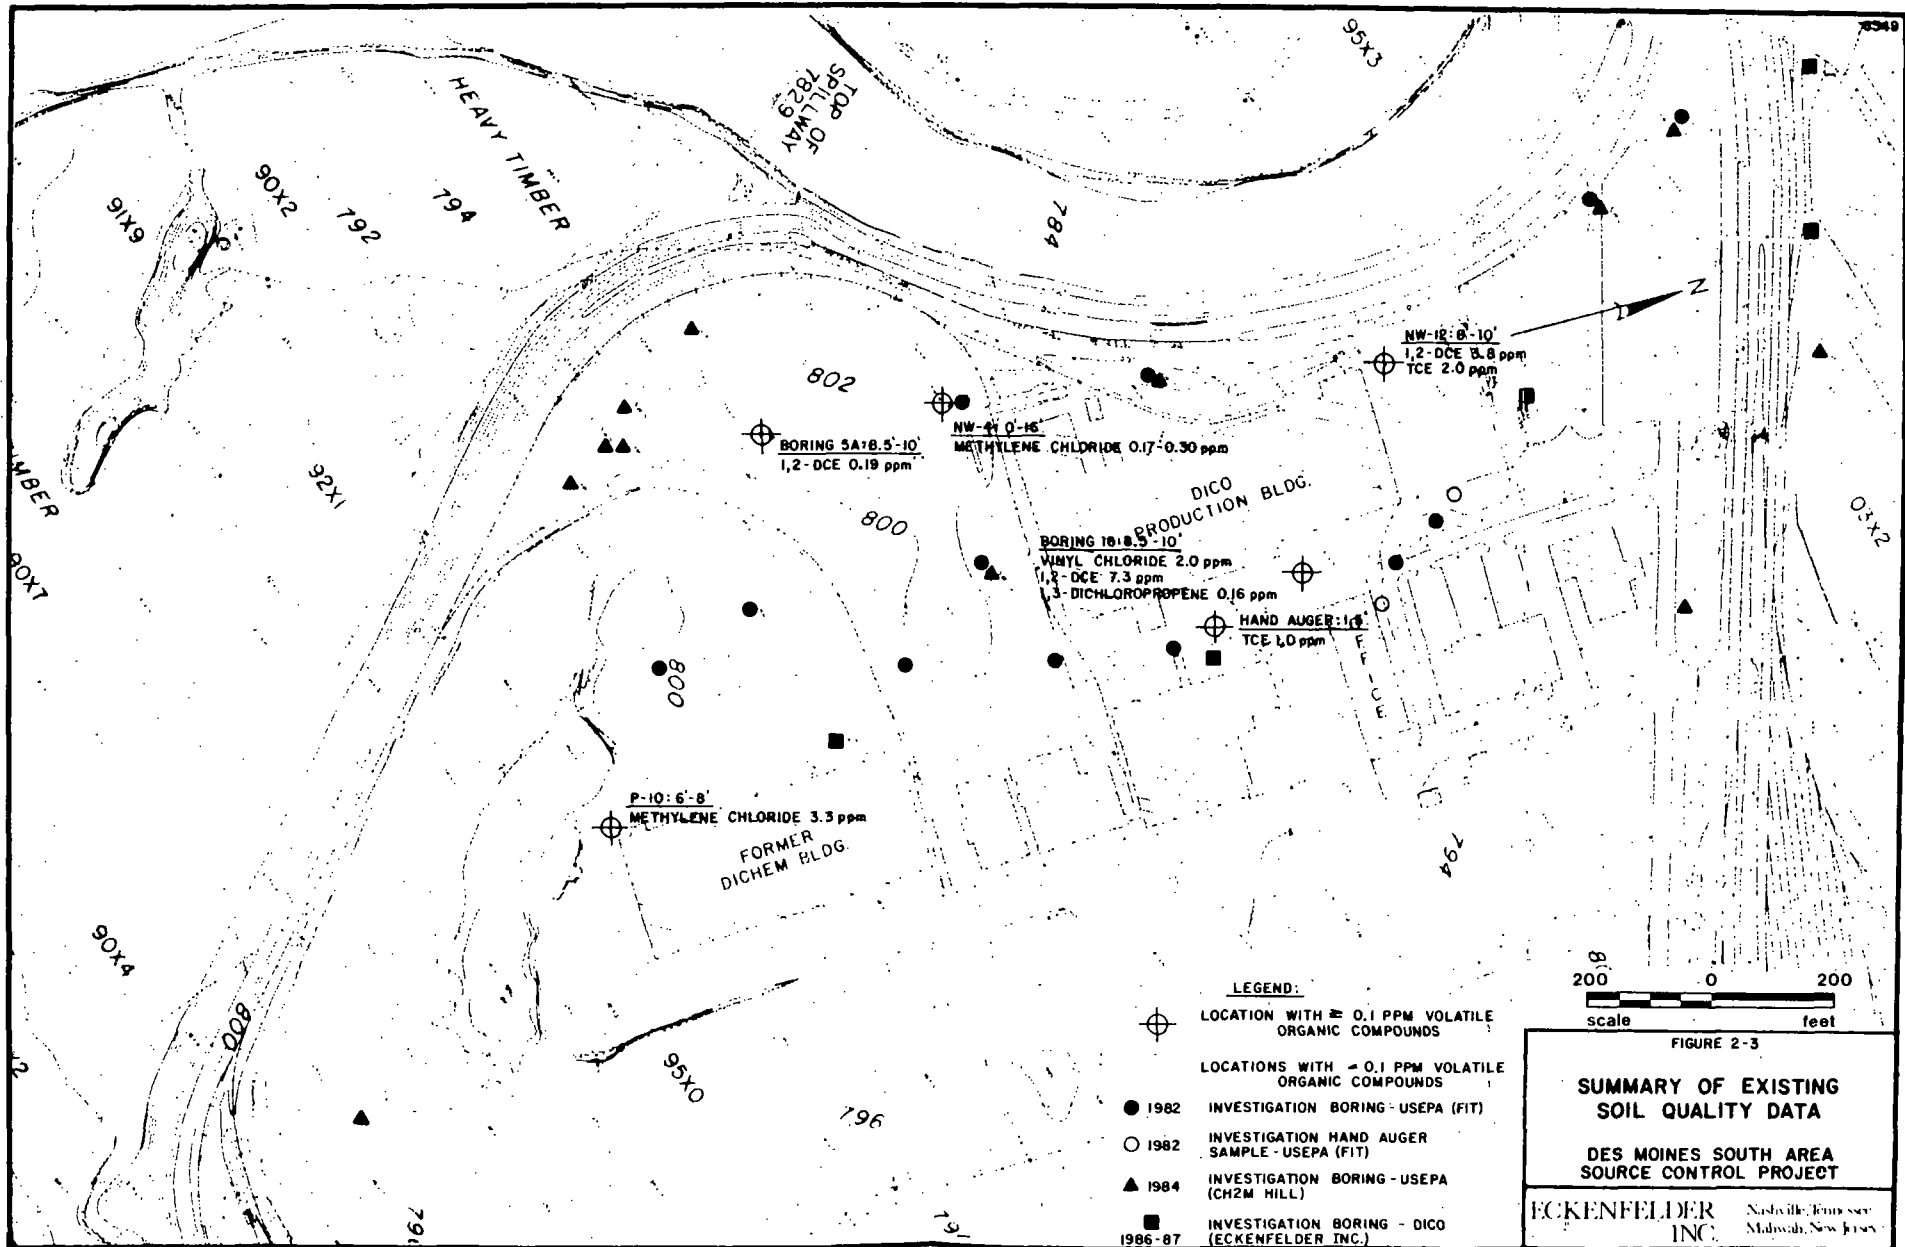 8349
95X3
TOP OF
SPILLWAY
7829
HEAVY TIMBER
90X2
91X9
792
794
784
N
NW-12:8'-10'
1,2-DCE 3.8 ppm
TCE 2.0 ppm
802
NW-4: 0'-16'
METHYLENE CHLORIDE 0.17-0.30 ppm
BORING 5A:8.5'-10'
1,2-DCE 0.19 ppm
92X1
800
DICO
PRODUCTION BLDG.
03X2
BORING 16:8.5'-10'
VINYL CHLORIDE 2.0 ppm
1,2-DCE 7.3 ppm
1,3-DICHLOROPROPENE 0.16 ppm
90X7
HAND AUGER:
TCE 1.0 ppm
800
P-10: 6'-8'
METHYLENE CHLORIDE 3.3 ppm
FORMER
DICHEM BLDG.
794
90X4
800
95X0
796
LEGEND:
LOCATION WITH ≥ 0.1 PPM VOLATILE
ORGANIC COMPOUNDS
LOCATIONS WITH 0.1 PPM VOLATILE
ORGANIC COMPOUNDS
1982 INVESTIGATION BORING - USEPA (FIT)
1982 INVESTIGATION HAND AUGER
SAMPLE - USEPA (FIT)
1984 INVESTIGATION BORING - USEPA
(CH2M HILL)
1986-87 INVESTIGATION BORING - DICO
(ECKENFELDER INC.)
200 0 200
scale feet
FIGURE 2-3
SUMMARY OF EXISTING
SOIL QUALITY DATA
DES MOINES SOUTH AREA
SOURCE CONTROL PROJECT
ECKENFELDER
INC.
Nashville, Tennessee
Mahwah, New Jersey